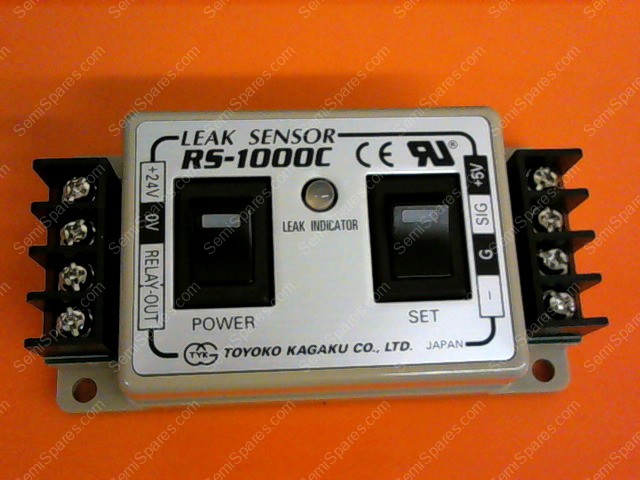 LEAK SENSOR
RS-1000C
CE
RU®
+24V
0V
RELAY-OUT
LEAK INDICATOR
+5V
SIG
G
-
POWER
SET
TYK TOYOKO KAGAKU CO., LTD. JAPAN
SemiSpares.com